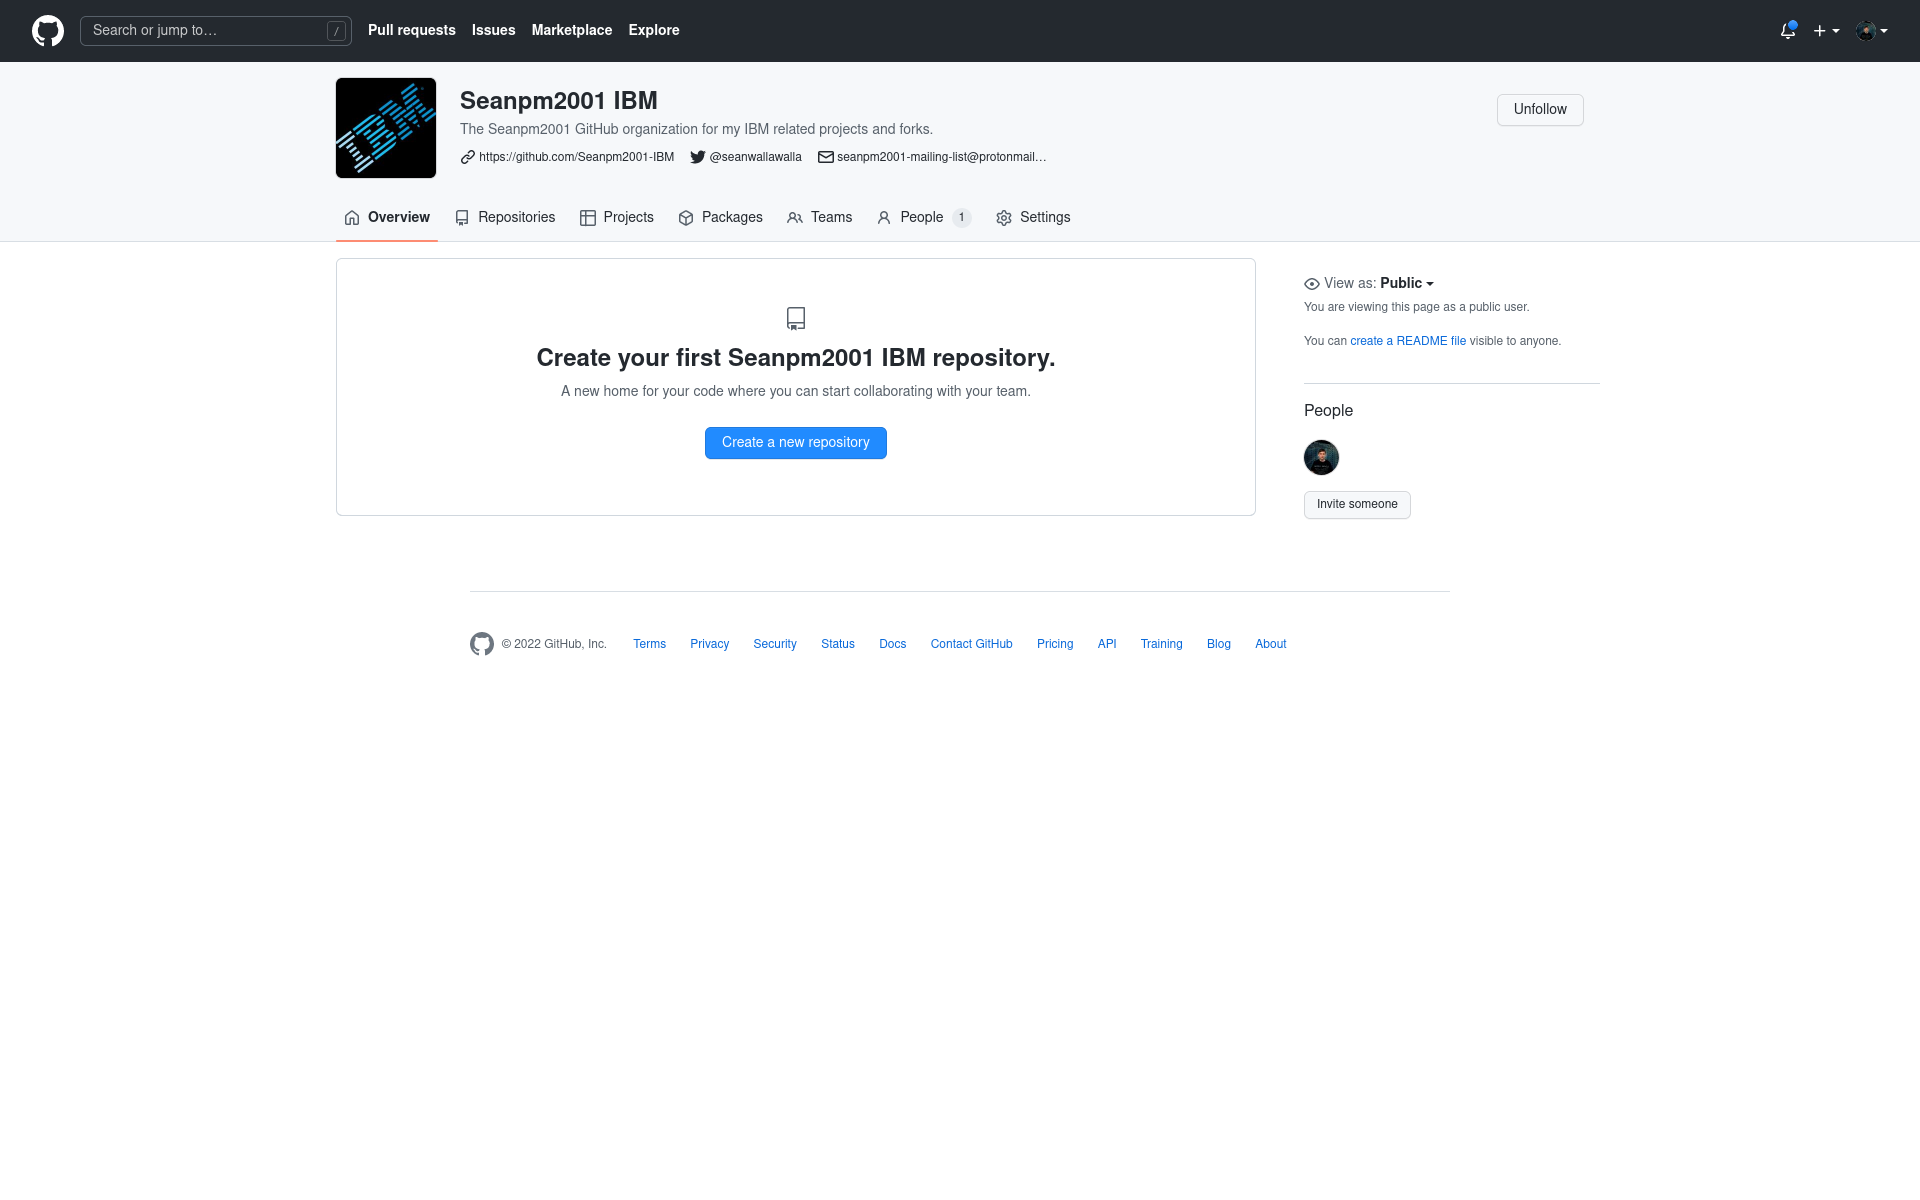 Search or jump to… /
Pull requests Issues Marketplace Explore
IBM
Seanpm2001 IBM
The Seanpm2001 GitHub organization for my IBM related projects and forks.
https://github.com/Seanpm2001-IBM @seanwallawalla seanpm2001-mailing-list@protonmail…
Unfollow
Overview Repositories Projects Packages Teams People 1 Settings
Create your first Seanpm2001 IBM repository.
A new home for your code where you can start collaborating with your team.
Create a new repository
View as: Public
You are viewing this page as a public user.
You can create a README file visible to anyone.
People
Invite someone
© 2022 GitHub, Inc. Terms Privacy Security Status Docs Contact GitHub Pricing API Training Blog About